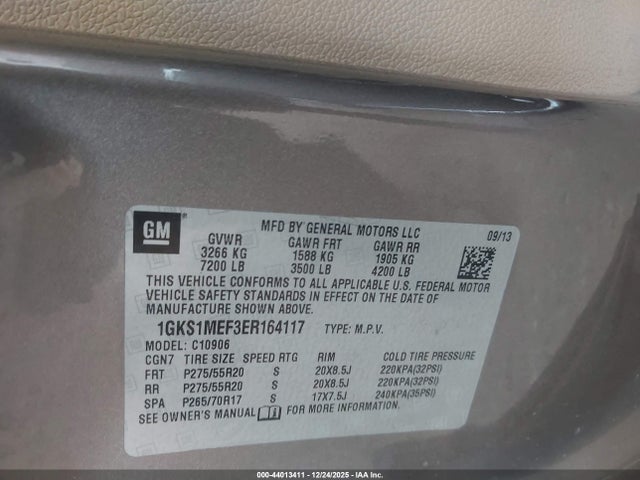 GM
MFD BY GENERAL MOTORS LLC
09/13
GVWR GAWR FRT GAWR RR
3266 KG 1588 KG 1905 KG
7200 LB 3500 LB 4200 LB
THIS VEHICLE CONFORMS TO ALL APPLICABLE U.S. FEDERAL MOTOR
VEHICLE SAFETY STANDARDS IN EFFECT ON THE DATE OF
MANUFACTURE SHOWN ABOVE.
1GKS1MEF3ER164117 TYPE: M.P.V.
MODEL: C10906
CGN7 TIRE SIZE SPEED RTG RIM COLD TIRE PRESSURE
FRT P275/55R20 S 20X8.5J 220KPA(32PSI)
RR P275/55R20 S 20X8.5J 220KPA(32PSI)
SPA P265/70R17 S 17X7.5J 240KPA(35PSI)
SEE OWNER'S MANUAL FOR MORE INFORMATION.
000-44013411 - 12/24/2025 - IAA Inc.